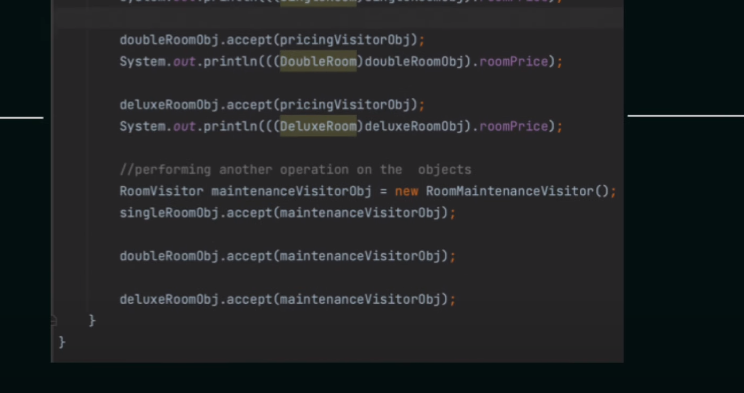 doubleRoomObj.accept(pricingVisitorObj);
System.out.println(((DoubleRoom)doubleRoomObj).roomPrice);
deluxeRoomObj.accept(pricingVisitorObj);
System.out.println(((DeluxeRoom)deluxeRoomObj).roomPrice);
//performing another operation on the  objects
RoomVisitor maintenanceVisitorObj = new RoomMaintenanceVisitor();
singleRoomObj.accept(maintenanceVisitorObj);
doubleRoomObj.accept(maintenanceVisitorObj);
deluxeRoomObj.accept(maintenanceVisitorObj);
}
}